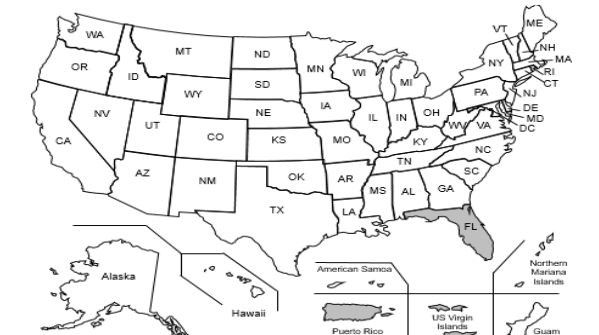 WA
OR
CA
NV
ID
MT
WY
UT
AZ
CO
NM
ND
SD
NE
KS
OK
TX
MN
IA
MO
AR
LA
WI
IL
MI
IN
OH
KY
TN
MS
AL
GA
FL
SC
NC
VA
WV
PA
NY
VT
ME
NH
MA
RI
CT
NJ
DE
MD
DC
Alaska
Hawaii
American Samoa
Northern
Mariana
Islands
Puerto Rico
US Virgin
Islands
Guam